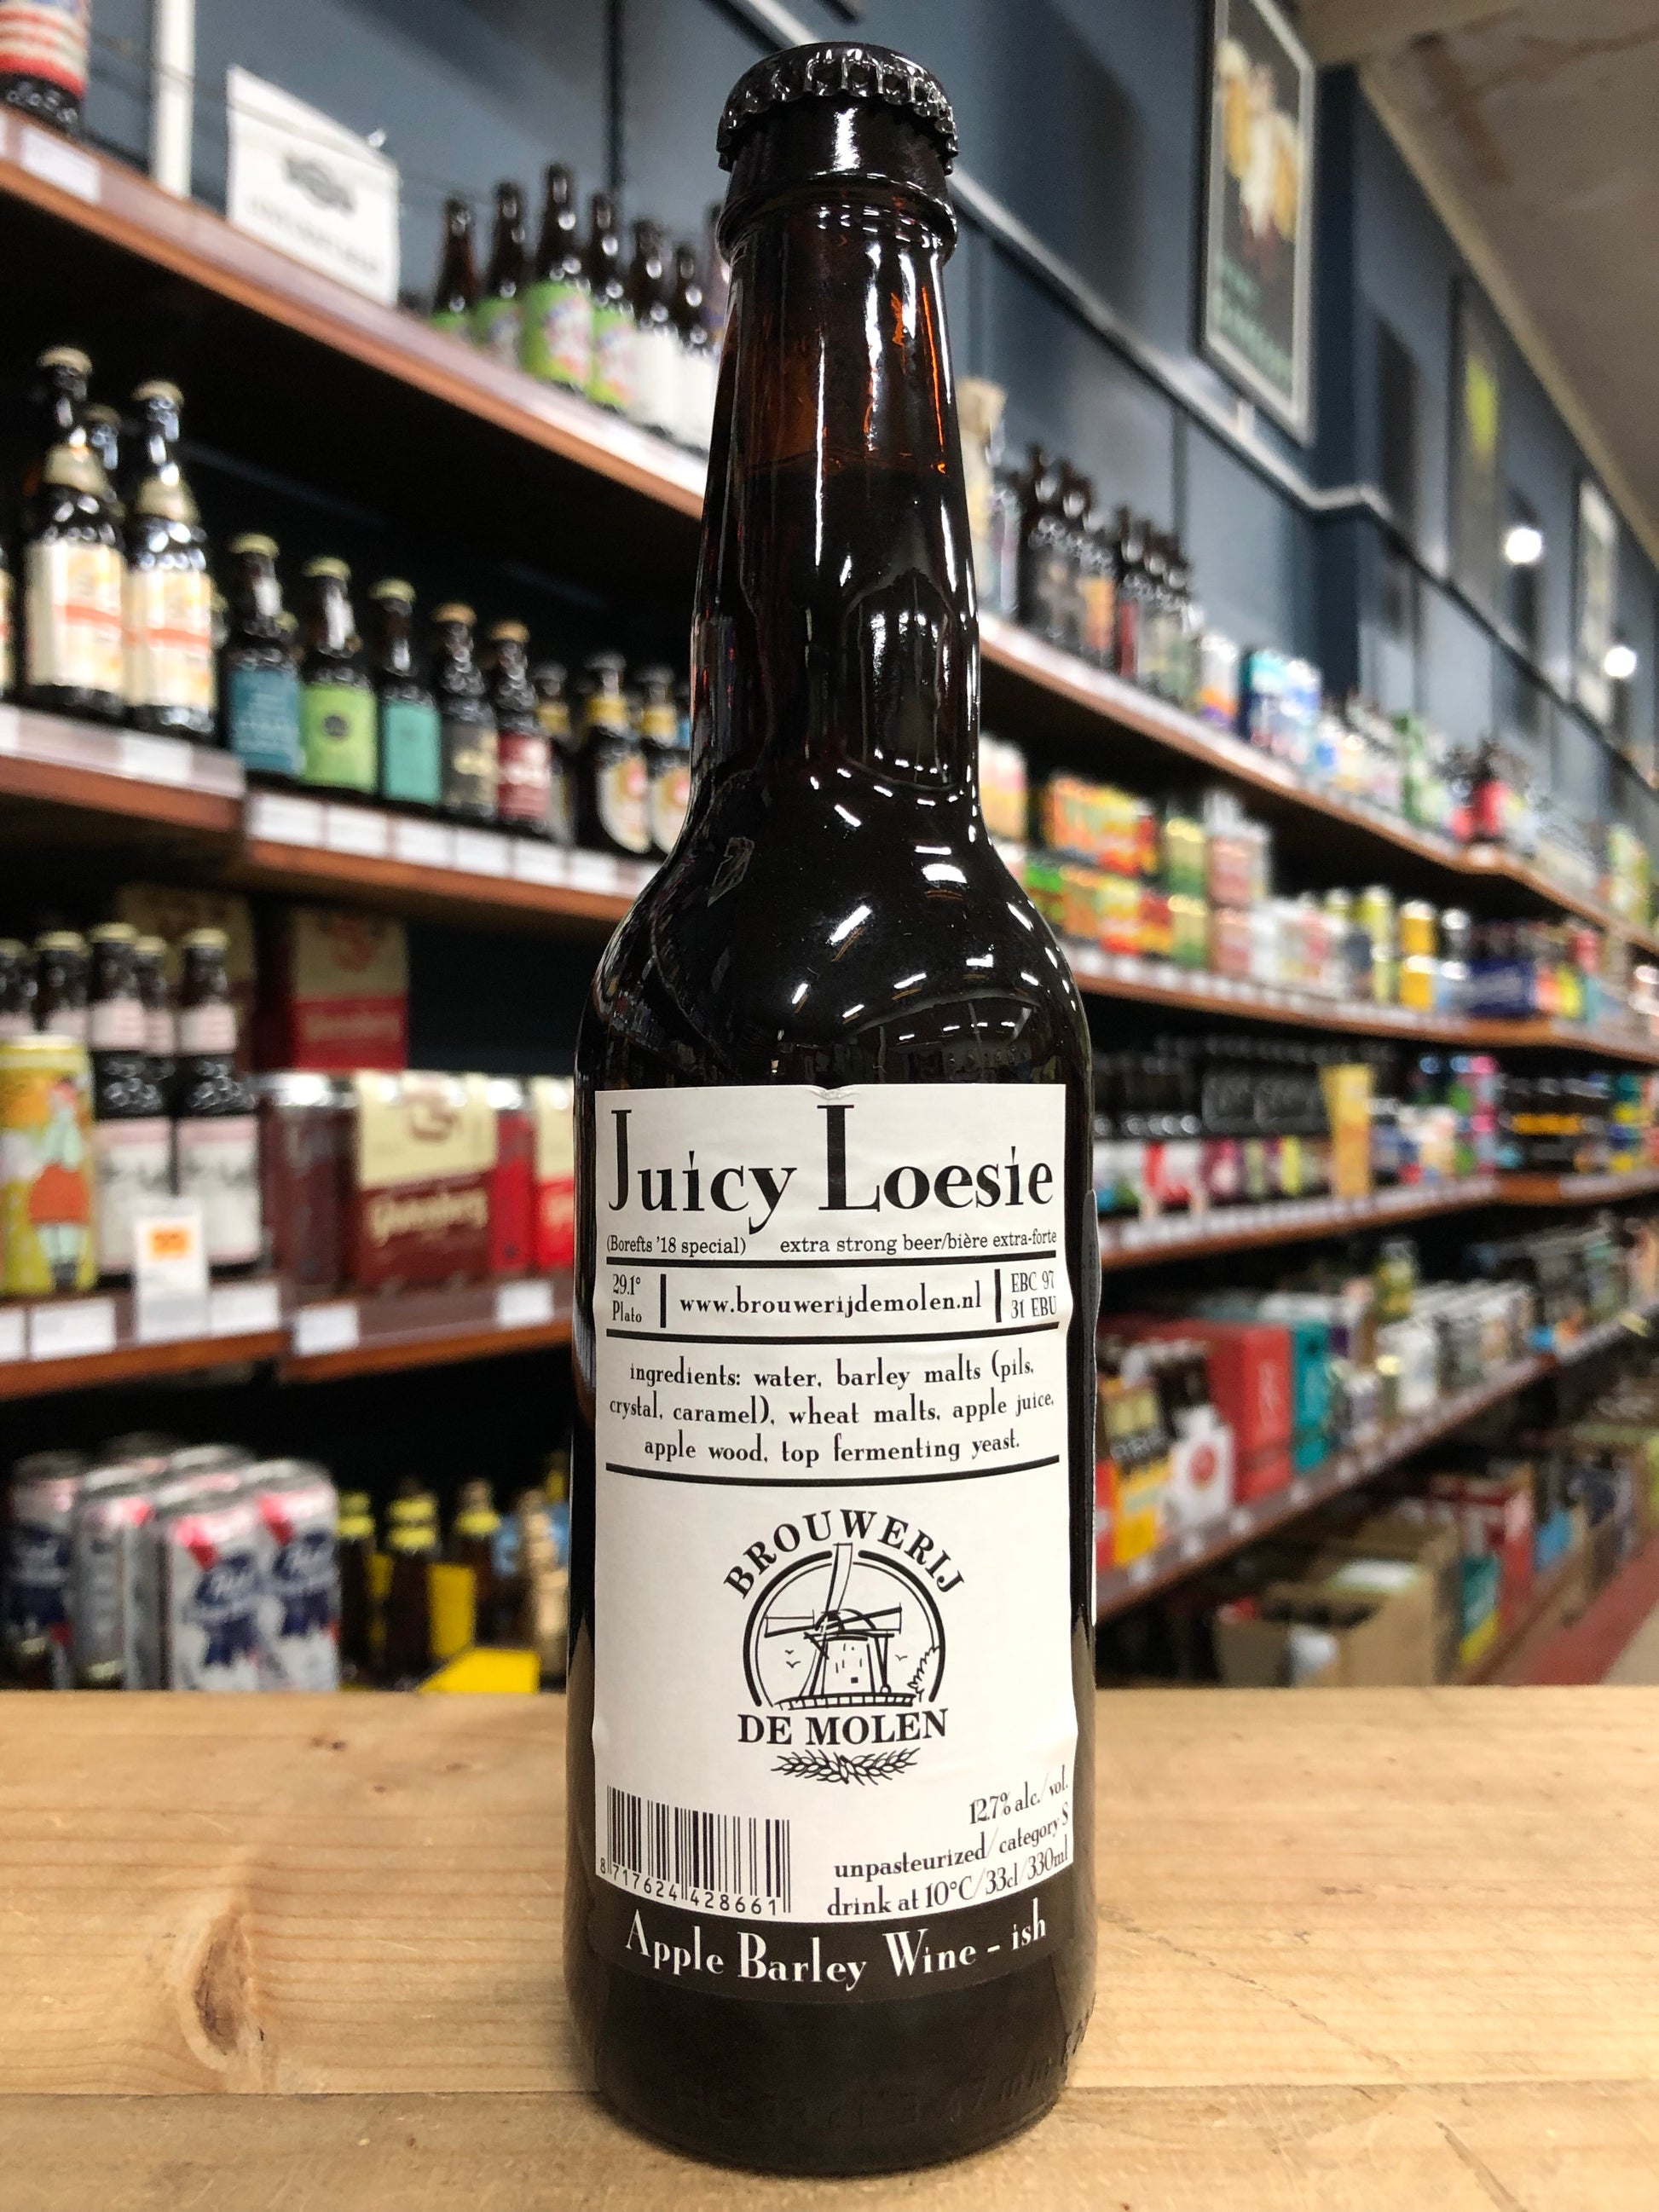 Juicy Loesie
(Borefts '18 special) extra strong beer/bière extra-forte
29.1°
Plato
www.brouwerijdemolen.nl
EBC 97
31 EBU
ingredients: water, barley malts (pils,
crystal, caramel), wheat malts, apple juice,
apple wood, top fermenting yeast.
BROUWERIJ
DE MOLEN
12.7% alc./vol.
unpasteurized/category S
drink at 10°C/33cl/330ml
8 717624 428661
Apple Barley Wine - ish